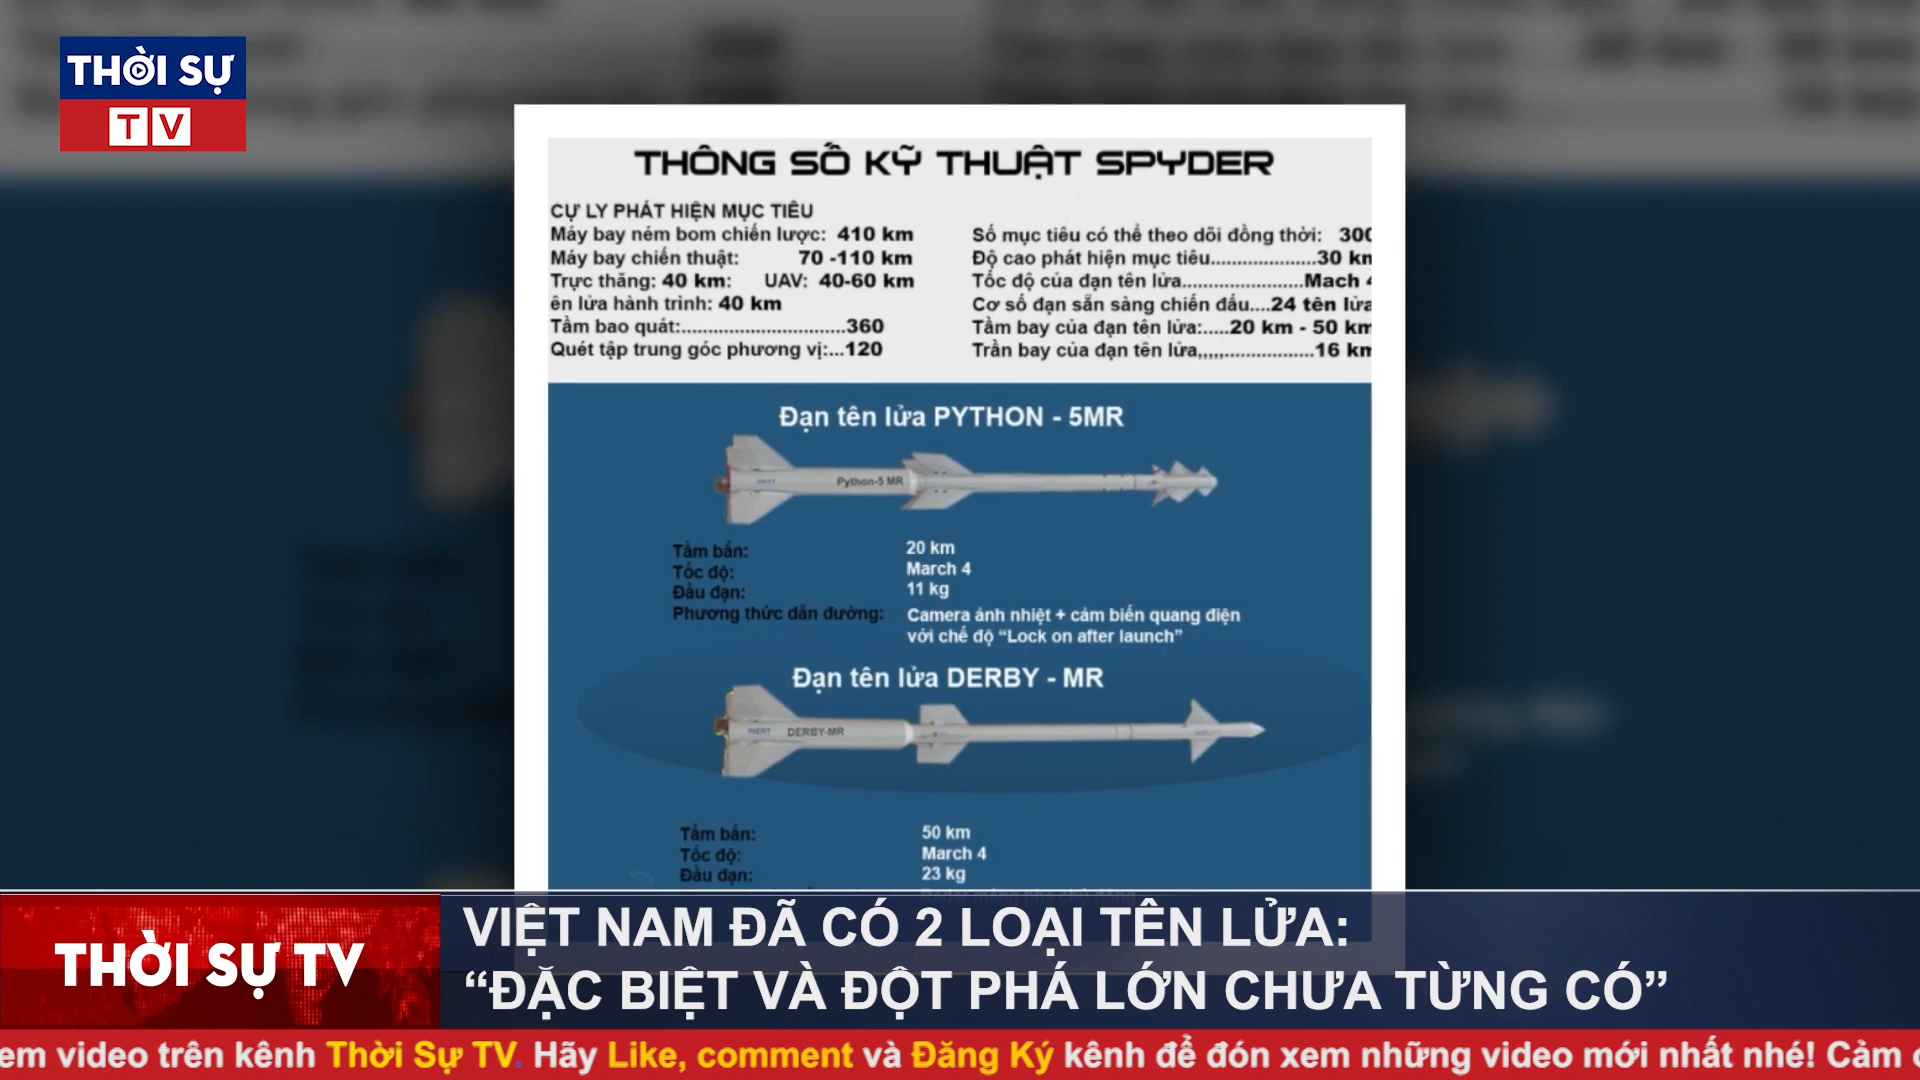 THỜI SỰ
TV
THÔNG SỐ KỸ THUẬT SPYDER
CỰ LY PHÁT HIỆN MỤC TIÊU
Máy bay ném bom chiến lược: 410 km
Máy bay chiến thuật: 70 -110 km
Trực thăng: 40 km: UAV: 40-60 km
ên lửa hành trình: 40 km
Tầm bao quát:..............................360
Quét tập trung góc phương vị:...120
Số mục tiêu có thể theo dõi đồng thời: 300
Độ cao phát hiện mục tiêu....................30 km
Tốc độ của đạn tên lửa.......................Mach 4
Cơ số đạn sẵn sàng chiến đấu....24 tên lửa
Tầm bay của đạn tên lửa:.....20 km - 50 km
Trần bay của đạn tên lửa,,,,,.................16 km
Đạn tên lửa PYTHON - 5MR
Python-5 MR
Tầm bắn: 20 km
Tốc độ: March 4
Đầu đạn: 11 kg
Phương thức dẫn đường: Camera ảnh nhiệt + cảm biến quang điện
với chế độ “Lock on after launch”
Đạn tên lửa DERBY - MR
INERT DERBY-MR
Tầm bắn: 50 km
Tốc độ: March 4
Đầu đạn: 23 kg
THỜI SỰ TV
VIỆT NAM ĐÃ CÓ 2 LOẠI TÊN LỬA:
“ĐẶC BIỆT VÀ ĐỘT PHÁ LỚN CHƯA TỪNG CÓ”
em video trên kênh Thời Sự TV. Hãy Like, comment và Đăng Ký kênh để đón xem những video mới nhất nhé! Cảm